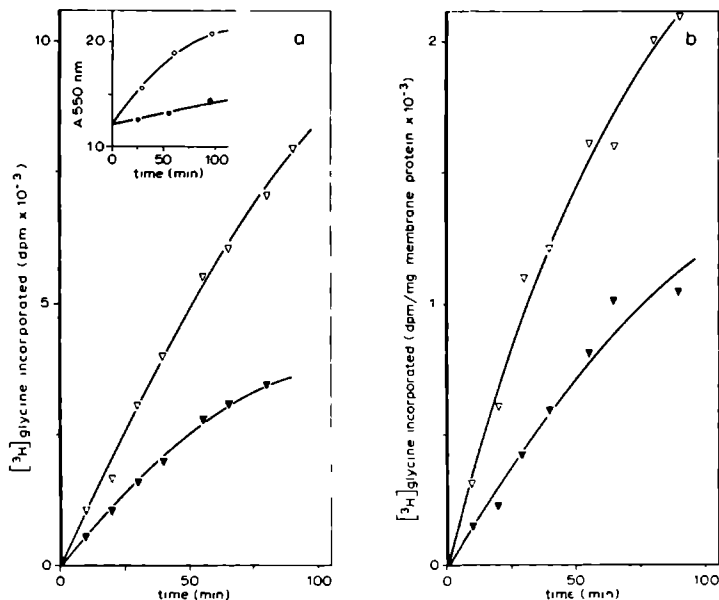 a
10
20
10
A 550 nm
0
50
100
time (min)
5
0
[³H]glycine incorporated (dpm x 10⁻³)
0
50
100
time (min)
b
2
1
0
[³H]glycine incorporated (dpm/mg membrane protein x 10⁻³)
0
50
100
time (min)